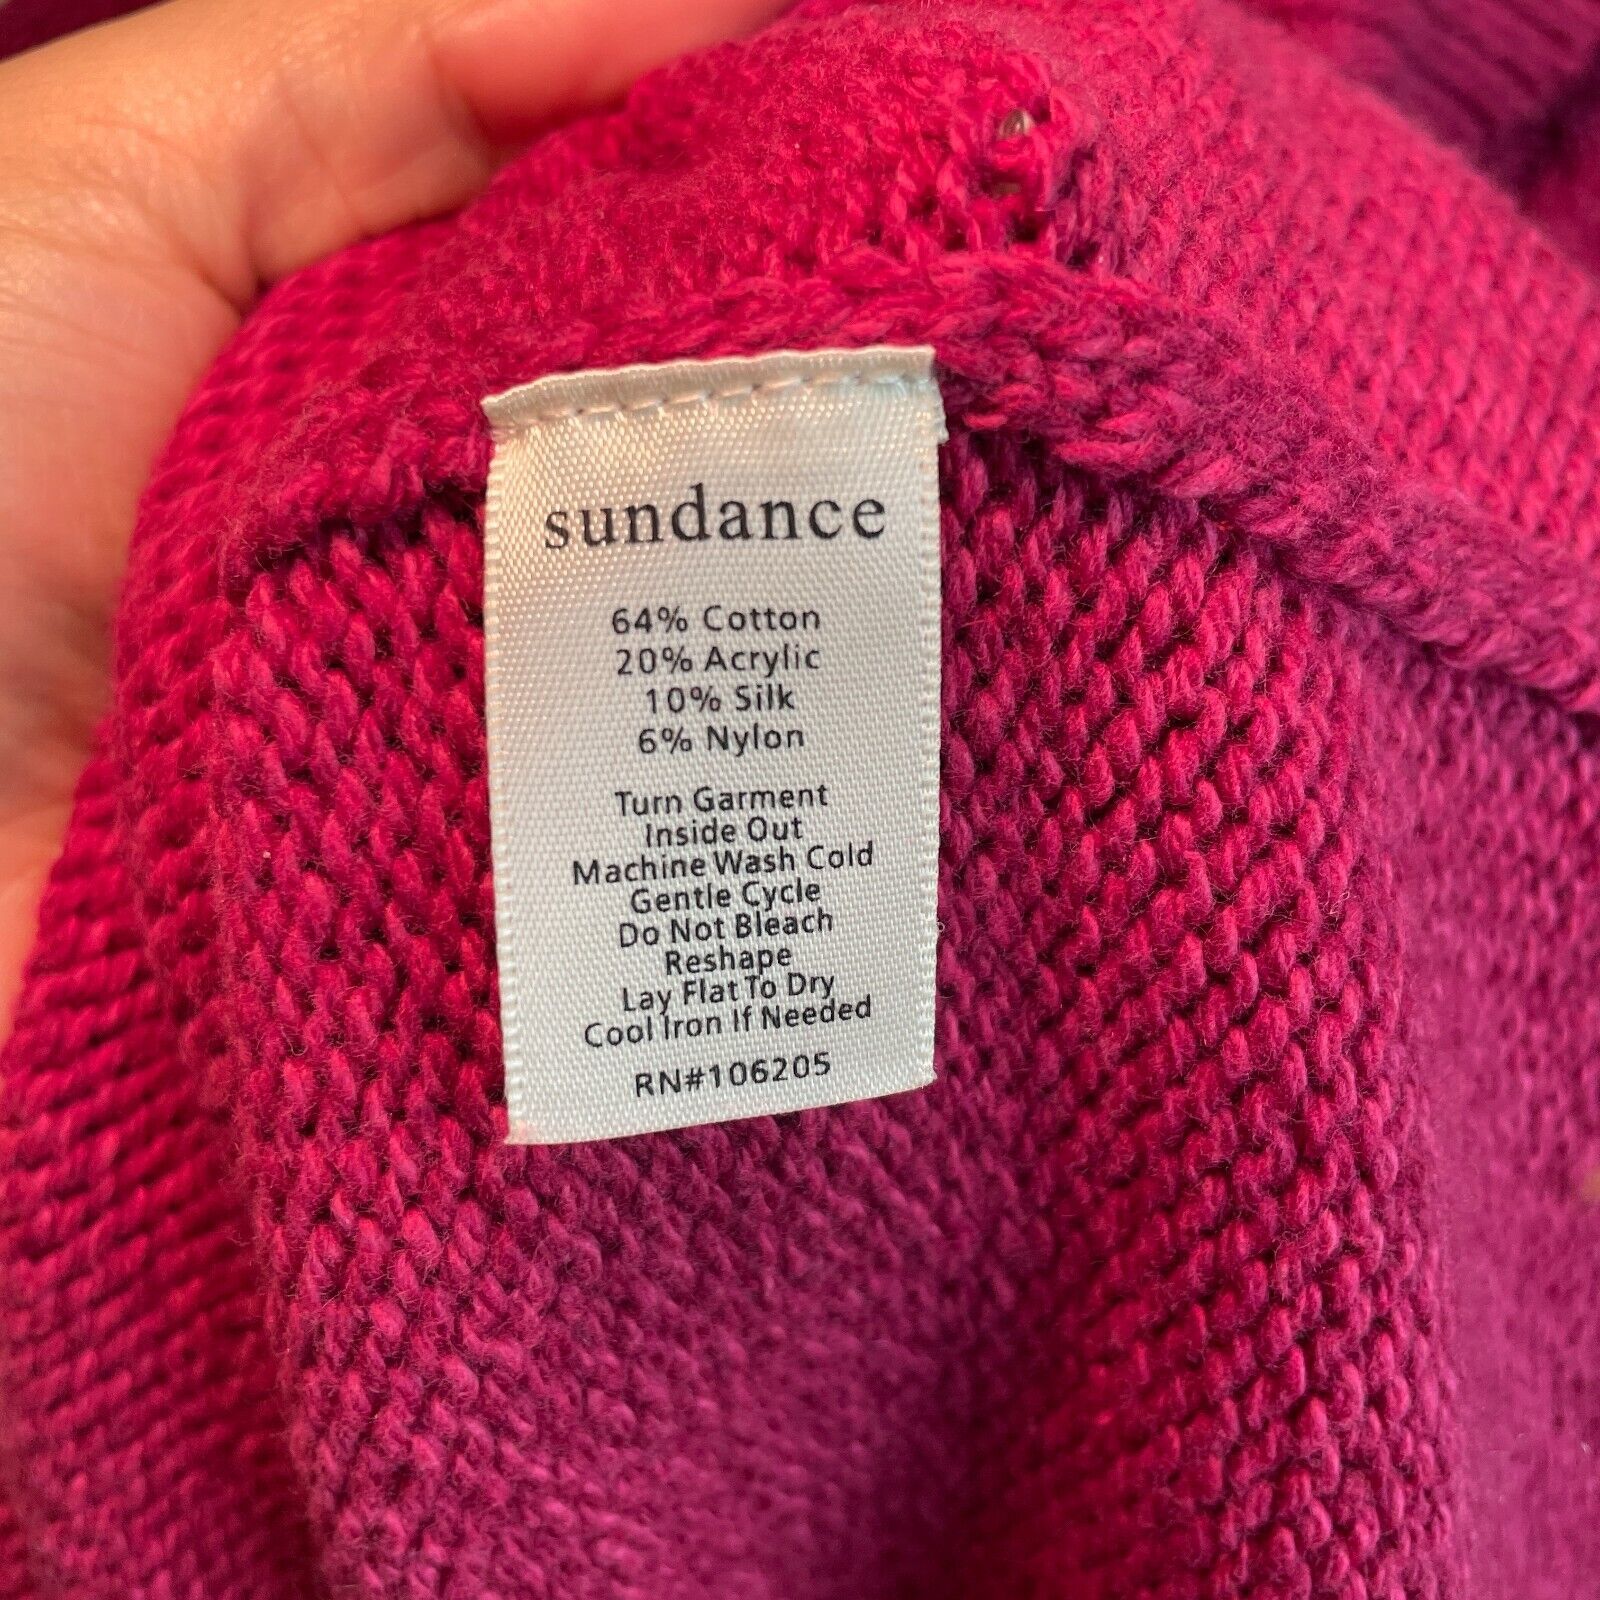 sundance
64% Cotton
20% Acrylic
10% Silk
6% Nylon
Turn Garment
Inside Out
Machine Wash Cold
Gentle Cycle
Do Not Bleach
Reshape
Lay Flat To Dry
Cool Iron If Needed
RN#106205